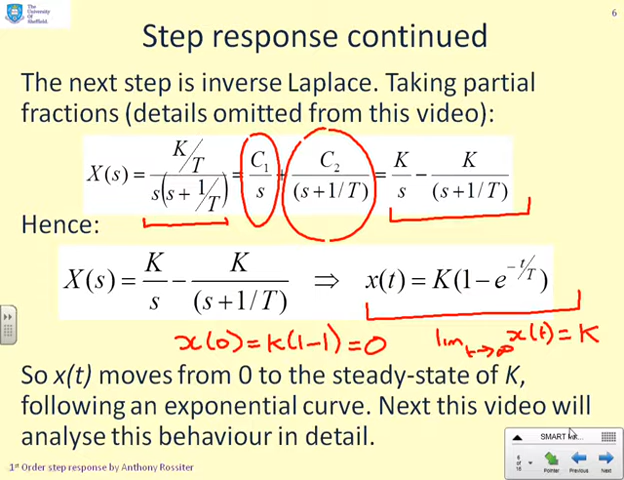 The University Of Sheffield.
6
Step response continued
The next step is inverse Laplace. Taking partial
fractions (details omitted from this video):
X(s) = (K/T)/(s(s + 1/T)) = C₁/s + C₂/(s + 1/T) = K/s − K/(s + 1/T)
Hence:
X(s) = K/s − K/(s + 1/T) ⇒ x(t) = K(1 − e^(−t/T))
x(0) = K(1−1) = 0 lim t→∞ x(t) = K
So x(t) moves from 0 to the steady-state of K,
following an exponential curve. Next this video will
analyse this behaviour in detail.
1st Order step response by Anthony Rossiter
6 of 16
Pointer Previous Next